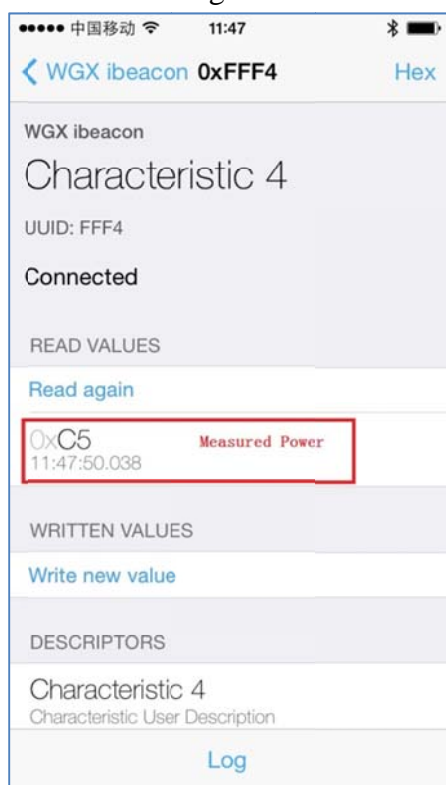 中国移动 11:47
WGX ibeacon 0xFFF4 Hex
WGX ibeacon
Characteristic 4
UUID: FFF4
Connected
READ VALUES
Read again
0xC5 Measured Power
11:47:50.038
WRITTEN VALUES
Write new value
DESCRIPTORS
Characteristic 4
Characteristic User Description
Log